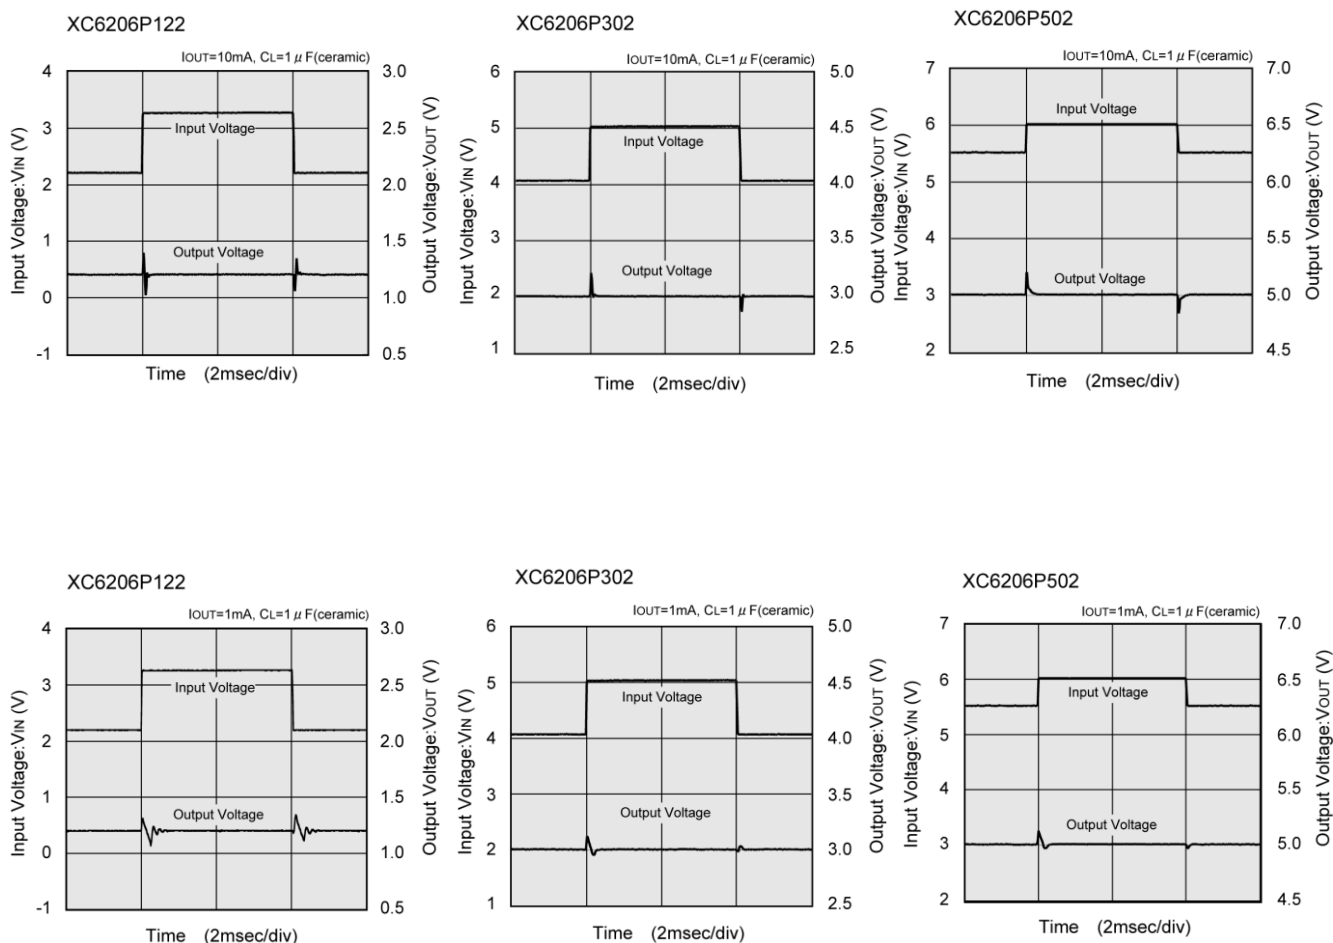 XC6206P122
IOUT=10mA, CL=1 μ F(ceramic)
4
3
2
1
0
-1
Input Voltage:VIN (V)
3.0
2.5
2.0
1.5
1.0
0.5
Output Voltage:VOUT (V)
Input Voltage
Output Voltage
Time (2msec/div)
XC6206P302
IOUT=10mA, CL=1 μ F(ceramic)
6
5
4
3
2
1
Input Voltage:VIN (V)
5.0
4.5
4.0
3.5
3.0
2.5
Output Voltage:VOUT (V)
Input Voltage
Output Voltage
Time (2msec/div)
XC6206P502
IOUT=10mA, CL=1 μ F(ceramic)
7
6
5
4
3
2
Input Voltage:VIN (V)
7.0
6.5
6.0
5.5
5.0
4.5
Output Voltage:VOUT (V)
Input Voltage
Output Voltage
Time (2msec/div)
XC6206P122
IOUT=1mA, CL=1 μ F(ceramic)
4
3
2
1
0
-1
Input Voltage:VIN (V)
3.0
2.5
2.0
1.5
1.0
0.5
Output Voltage:VOUT (V)
Input Voltage
Output Voltage
Time (2msec/div)
XC6206P302
IOUT=1mA, CL=1 μ F(ceramic)
6
5
4
3
2
1
Input Voltage:VIN (V)
5.0
4.5
4.0
3.5
3.0
2.5
Output Voltage:VOUT (V)
Input Voltage
Output Voltage
Time (2msec/div)
XC6206P502
IOUT=1mA, CL=1 μ F(ceramic)
7
6
5
4
3
2
Input Voltage:VIN (V)
7.0
6.5
6.0
5.5
5.0
4.5
Output Voltage:VOUT (V)
Input Voltage
Output Voltage
Time (2msec/div)